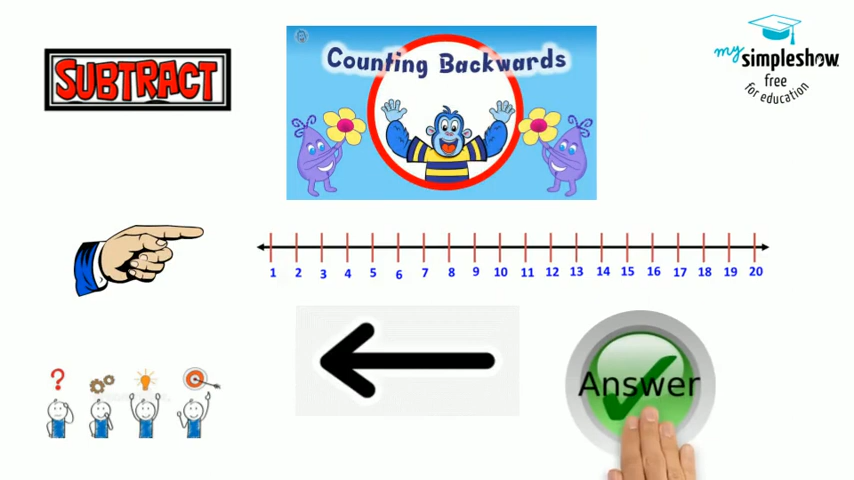 SUBTRACT
Counting Backwards
my
simpleshow
free
for education
1 2 3 4 5 6 7 8 9 10 11 12 13 14 15 16 17 18 19 20
?
Answer